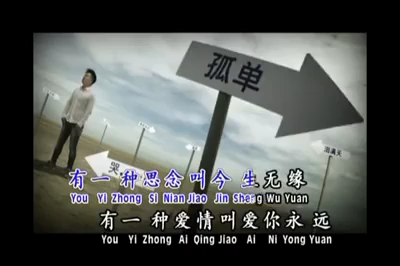 孤单
哭
有一种思念叫今生无缘
You Yi Zhong Si Nian Jiao Jin Sheng Wu Yuan
有一种爱情叫爱你永远
You Yi Zhong Ai Qing Jiao Ai Ni Yong Yuan